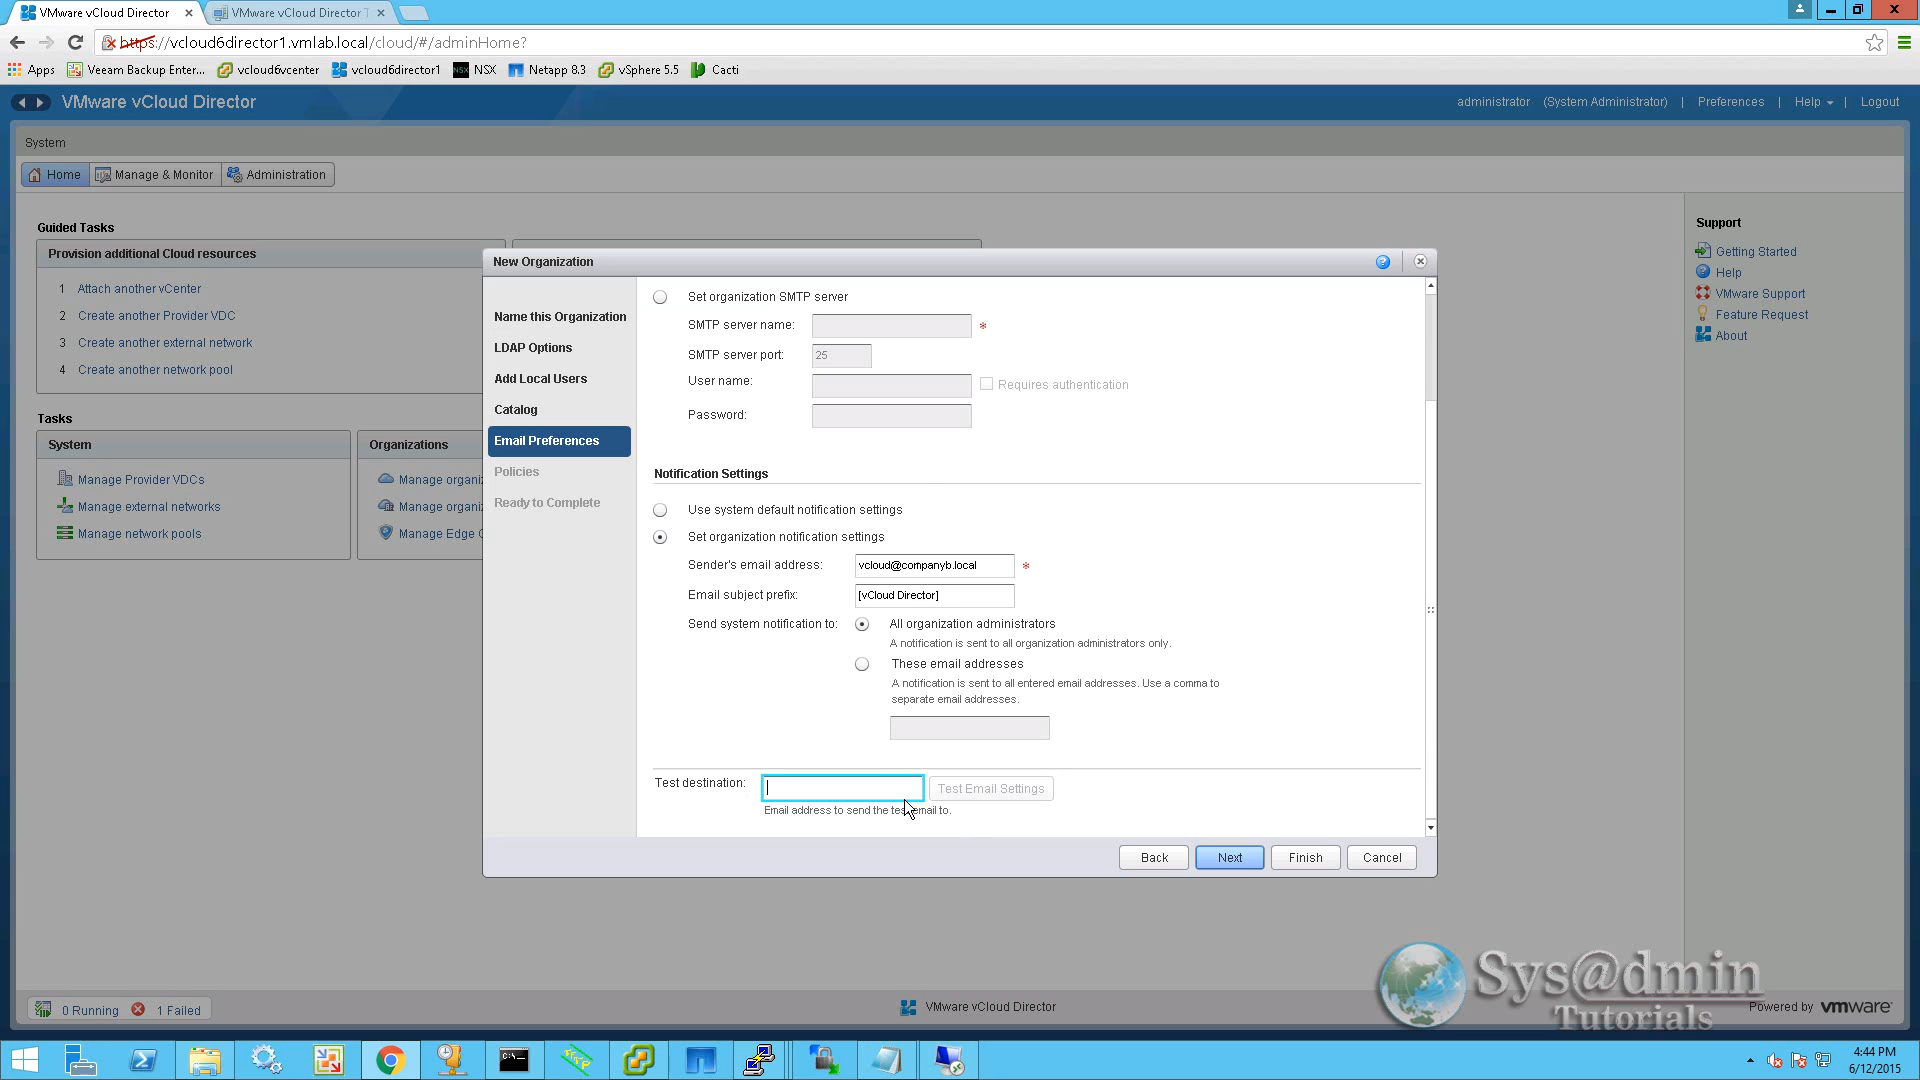 VMware vCloud Director
VMware vCloud Director T
https://vcloud6director1.vmlab.local/cloud/#/adminHome?
Apps
Veeam Backup Enter...
vcloud6vcenter
vcloud6director1
NSX
Netapp 8.3
vSphere 5.5
Cacti
VMware vCloud Director
administrator (System Administrator) | Preferences | Help | Logout
System
Home
Manage & Monitor
Administration
Guided Tasks
Provision additional Cloud resources
1 Attach another vCenter
2 Create another Provider VDC
3 Create another external network
4 Create another network pool
Tasks
System
Manage Provider VDCs
Manage external networks
Manage network pools
Organizations
Manage organi
Manage organi
Manage Edge
Support
Getting Started
Help
VMware Support
Feature Request
About
New Organization
Name this Organization
LDAP Options
Add Local Users
Catalog
Email Preferences
Policies
Ready to Complete
Set organization SMTP server
SMTP server name: *
SMTP server port: 25
User name:
Requires authentication
Password:
Notification Settings
Use system default notification settings
Set organization notification settings
Sender's email address: vcloud@companyb.local *
Email subject prefix: [vCloud Director]
Send system notification to: All organization administrators
A notification is sent to all organization administrators only.
These email addresses
A notification is sent to all entered email addresses. Use a comma to
separate email addresses.
Test destination: Test Email Settings
Email address to send the test email to.
Back
Next
Finish
Cancel
0 Running
1 Failed
VMware vCloud Director
Sys@dmin
Tutorials
Powered by vmware
4:44 PM
6/12/2015